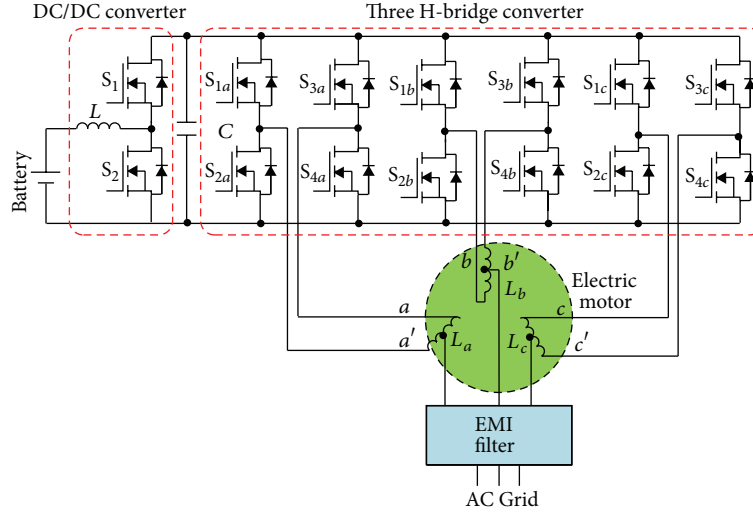 DC/DC converter
Three H-bridge converter
S1
S1a
S3a
S1b
S3b
S1c
S3c
L
C
Battery
S2
S2a
S4a
S2b
S4b
S2c
S4c
b
b′
Lb
Electric
motor
a
c
a′
La
Lc
c′
EMI
filter
AC Grid